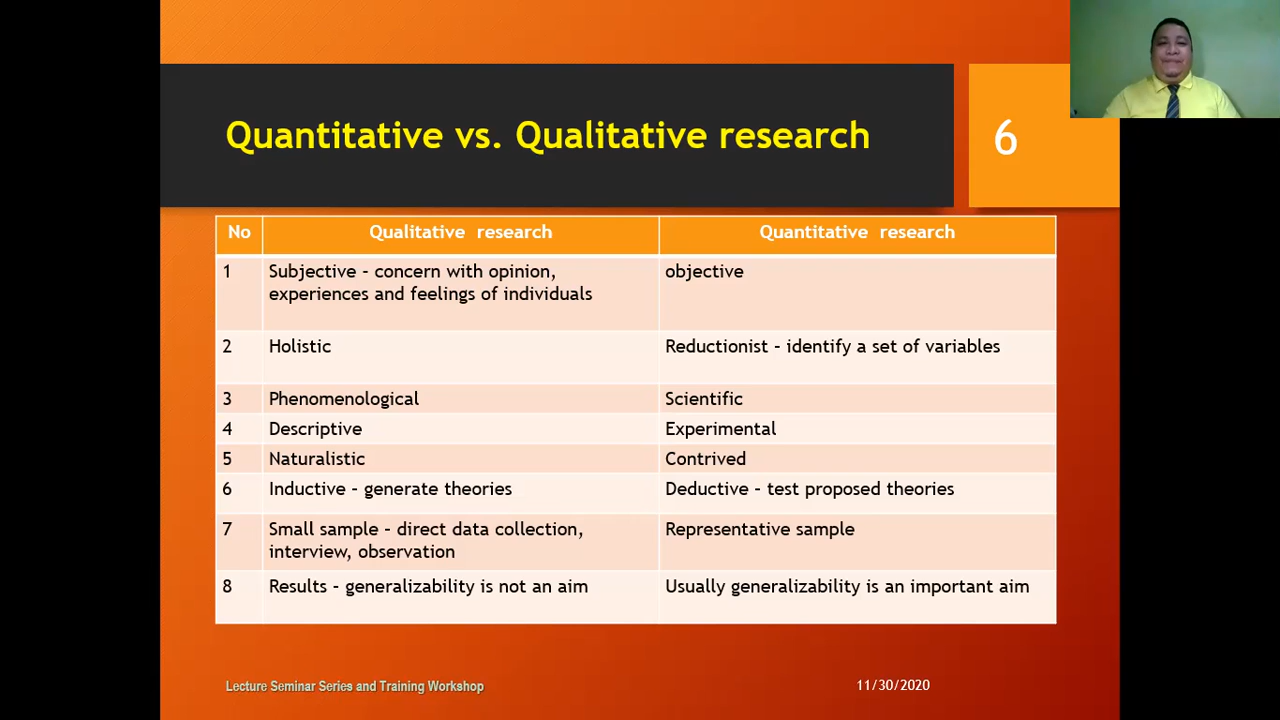 Quantitative vs. Qualitative research
6
No Qualitative research Quantitative research
1 Subjective – concern with opinion, objective
experiences and feelings of individuals
2 Holistic Reductionist – identify a set of variables
3 Phenomenological Scientific
4 Descriptive Experimental
5 Naturalistic Contrived
6 Inductive – generate theories Deductive – test proposed theories
7 Small sample – direct data collection, Representative sample
interview, observation
8 Results – generalizability is not an aim Usually generalizability is an important aim
Lecture Seminar Series and Training Workshop 11/30/2020